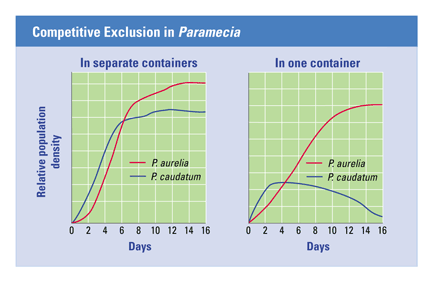 Competitive Exclusion in Paramecia
In separate containers
In one container
Relative population
density
P. aurelia
P. caudatum
0 2 4 6 8 10 12 14 16
Days
P. aurelia
P. caudatum
0 2 4 6 8 10 12 14 16
Days